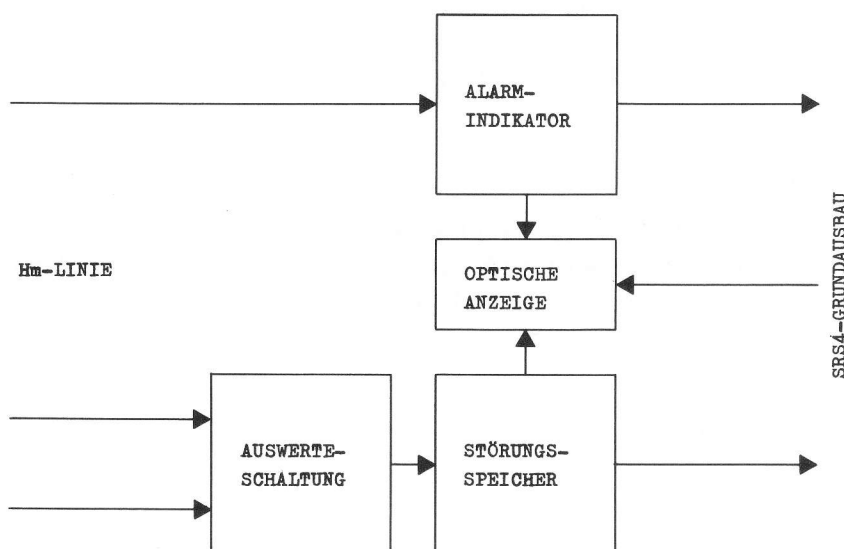 ALARM-
INDIKATOR
Hm-LINIE
OPTISCHE
ANZEIGE
SRS4-GRUNDAUSBAU
AUSWERTE-
SCHALTUNG
STÖRUNGS-
SPEICHER